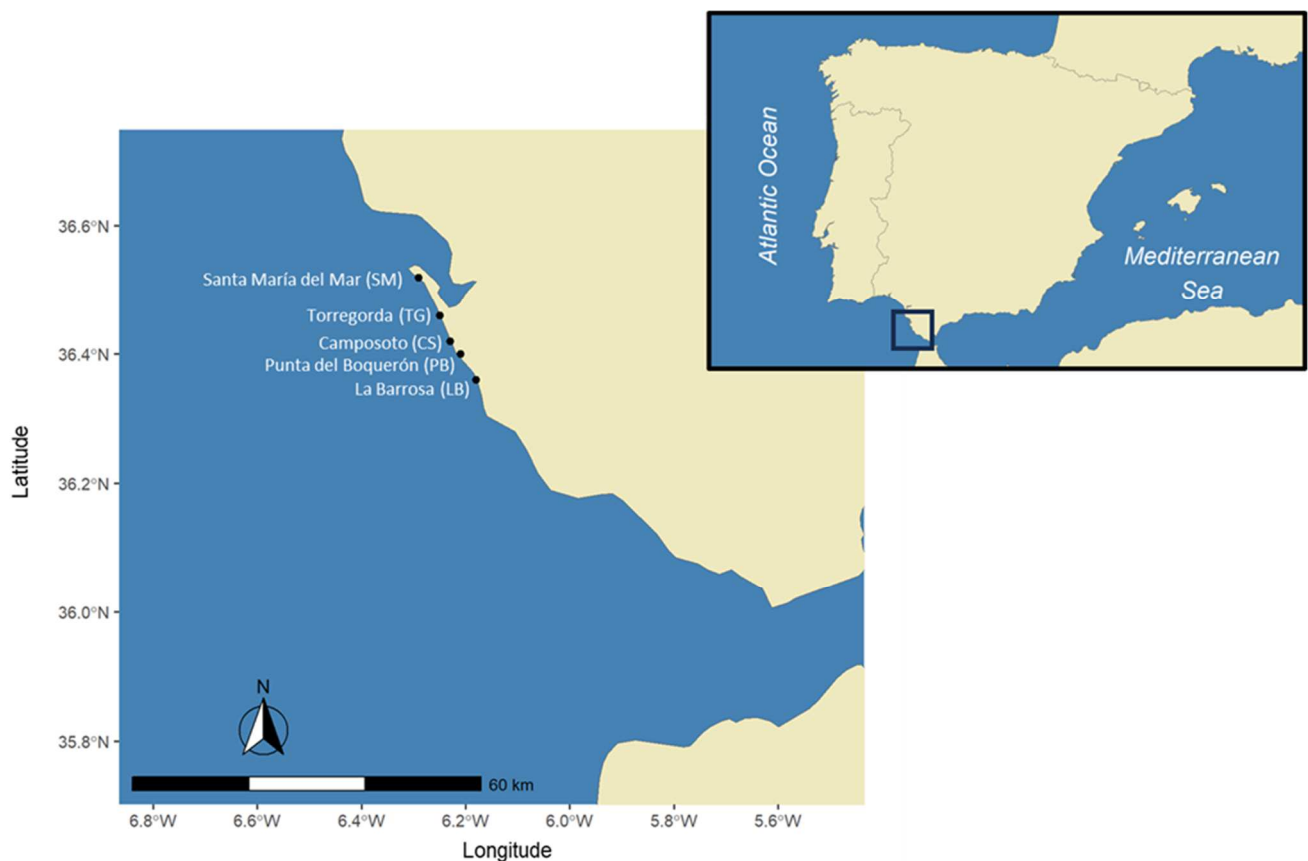 Atlantic Ocean
Mediterranean
Sea
36.6°N
36.4°N
36.2°N
36.0°N
35.8°N
Latitude
Santa María del Mar (SM)
Torregorda (TG)
Camposoto (CS)
Punta del Boquerón (PB)
La Barrosa (LB)
N
60 km
6.8°W
6.6°W
6.4°W
6.2°W
6.0°W
5.8°W
5.6°W
Longitude